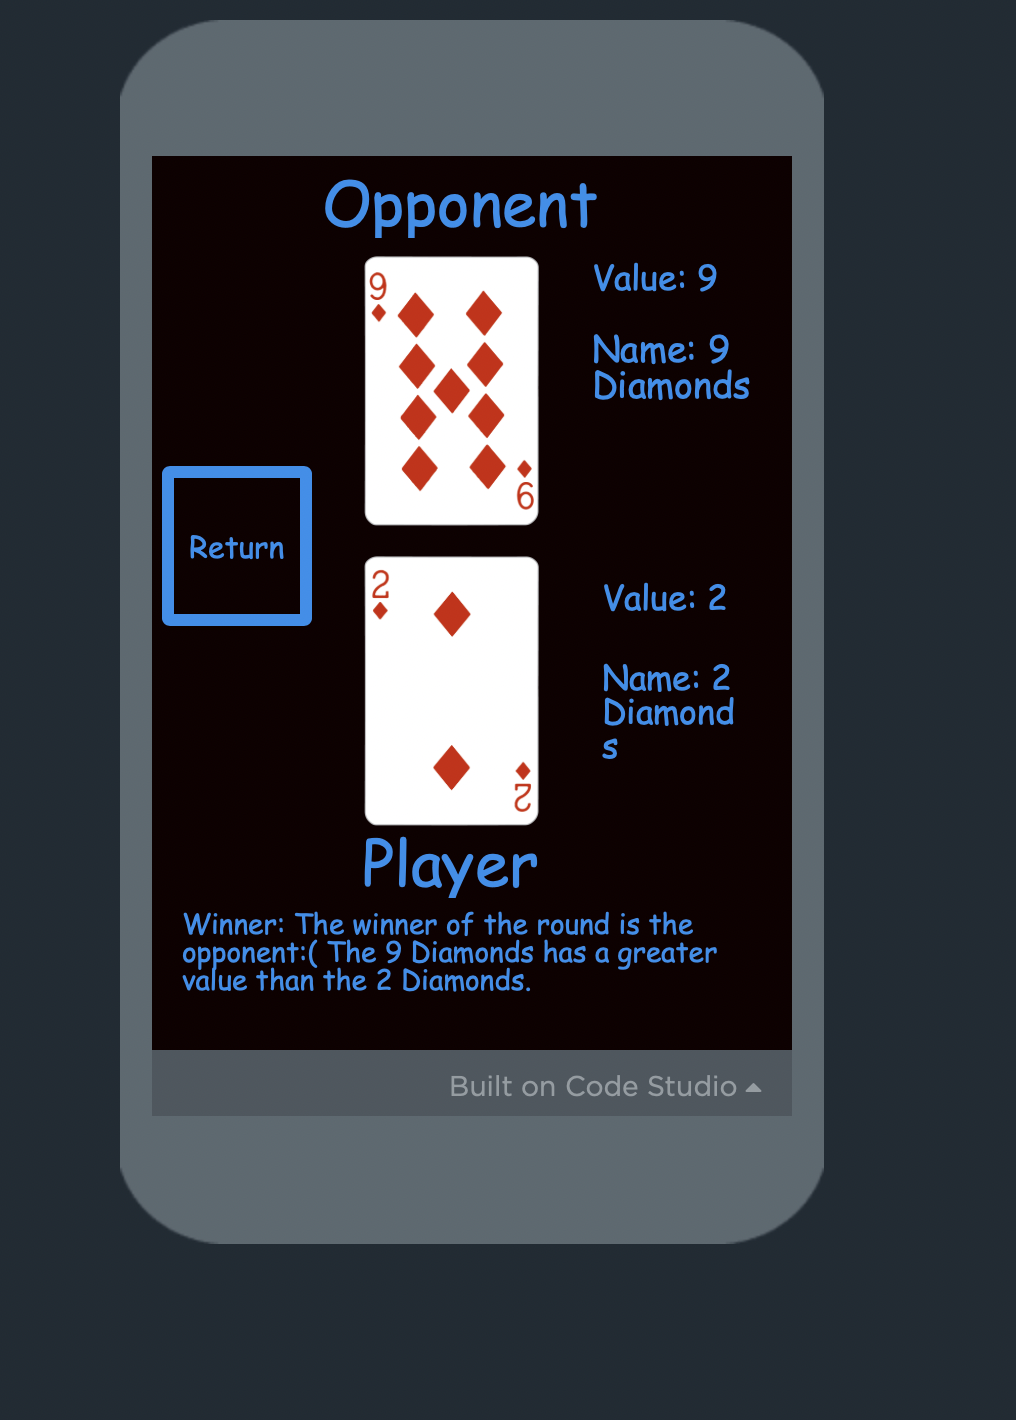 Opponent
9
Value: 9
Name: 9
Diamonds
9
Return
2
Value: 2
Name: 2
Diamond
s
2
Player
Winner: The winner of the round is the
opponent:( The 9 Diamonds has a greater
value than the 2 Diamonds.
Built on Code Studio